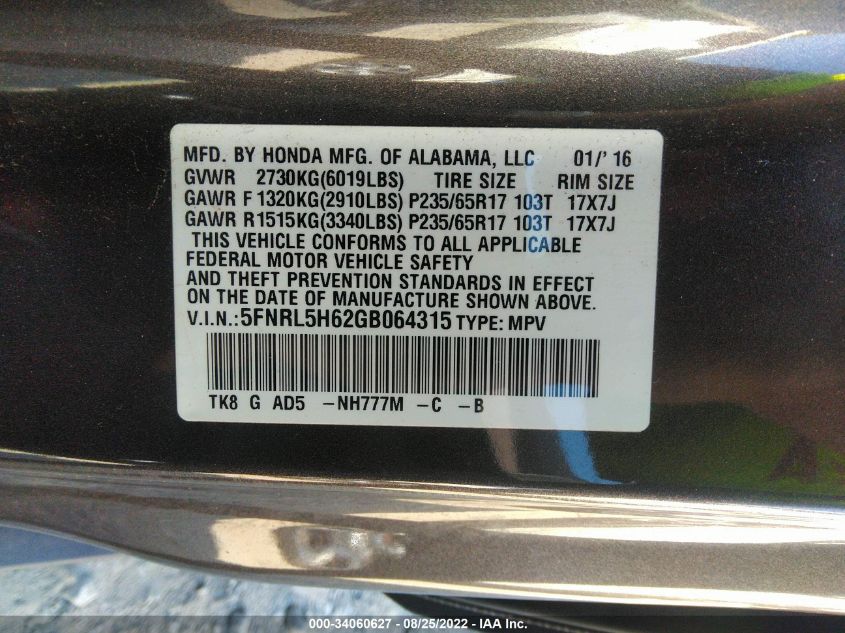 MFD. BY HONDA MFG. OF ALABAMA, LLC 01/'16
GVWR 2730KG(6019LBS) TIRE SIZE RIM SIZE
GAWR F 1320KG(2910LBS) P235/65R17 103T 17X7J
GAWR R 1515KG(3340LBS) P235/65R17 103T 17X7J
THIS VEHICLE CONFORMS TO ALL APPLICABLE
FEDERAL MOTOR VEHICLE SAFETY
AND THEFT PREVENTION STANDARDS IN EFFECT
ON THE DATE OF MANUFACTURE SHOWN ABOVE.
V.I.N.:5FNRL5H62GB064315 TYPE: MPV
TK8 G AD5 -NH777M -C -B
000-34060627 - 08/25/2022 - IAA Inc.